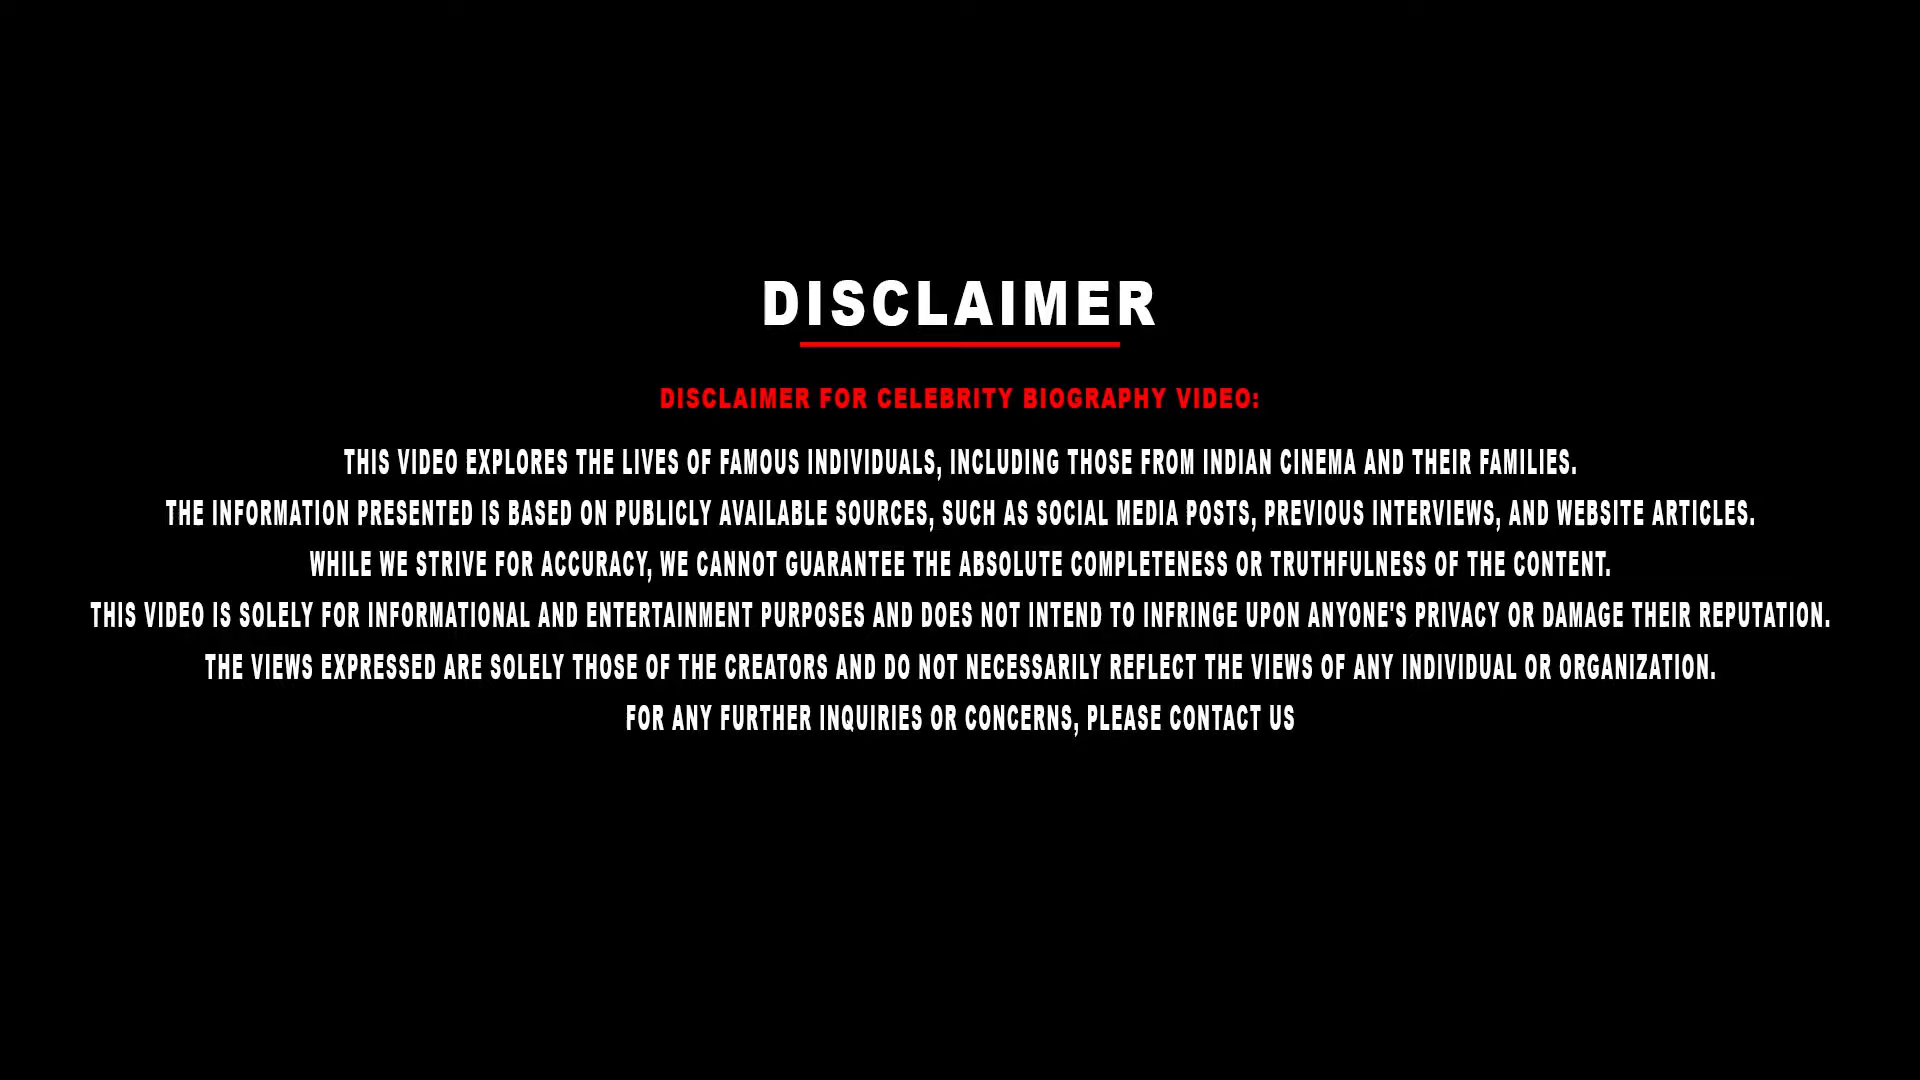 DISCLAIMER
DISCLAIMER FOR CELEBRITY BIOGRAPHY VIDEO:
THIS VIDEO EXPLORES THE LIVES OF FAMOUS INDIVIDUALS, INCLUDING THOSE FROM INDIAN CINEMA AND THEIR FAMILIES.
THE INFORMATION PRESENTED IS BASED ON PUBLICLY AVAILABLE SOURCES, SUCH AS SOCIAL MEDIA POSTS, PREVIOUS INTERVIEWS, AND WEBSITE ARTICLES.
WHILE WE STRIVE FOR ACCURACY, WE CANNOT GUARANTEE THE ABSOLUTE COMPLETENESS OR TRUTHFULNESS OF THE CONTENT.
THIS VIDEO IS SOLELY FOR INFORMATIONAL AND ENTERTAINMENT PURPOSES AND DOES NOT INTEND TO INFRINGE UPON ANYONE'S PRIVACY OR DAMAGE THEIR REPUTATION.
THE VIEWS EXPRESSED ARE SOLELY THOSE OF THE CREATORS AND DO NOT NECESSARILY REFLECT THE VIEWS OF ANY INDIVIDUAL OR ORGANIZATION.
FOR ANY FURTHER INQUIRIES OR CONCERNS, PLEASE CONTACT US